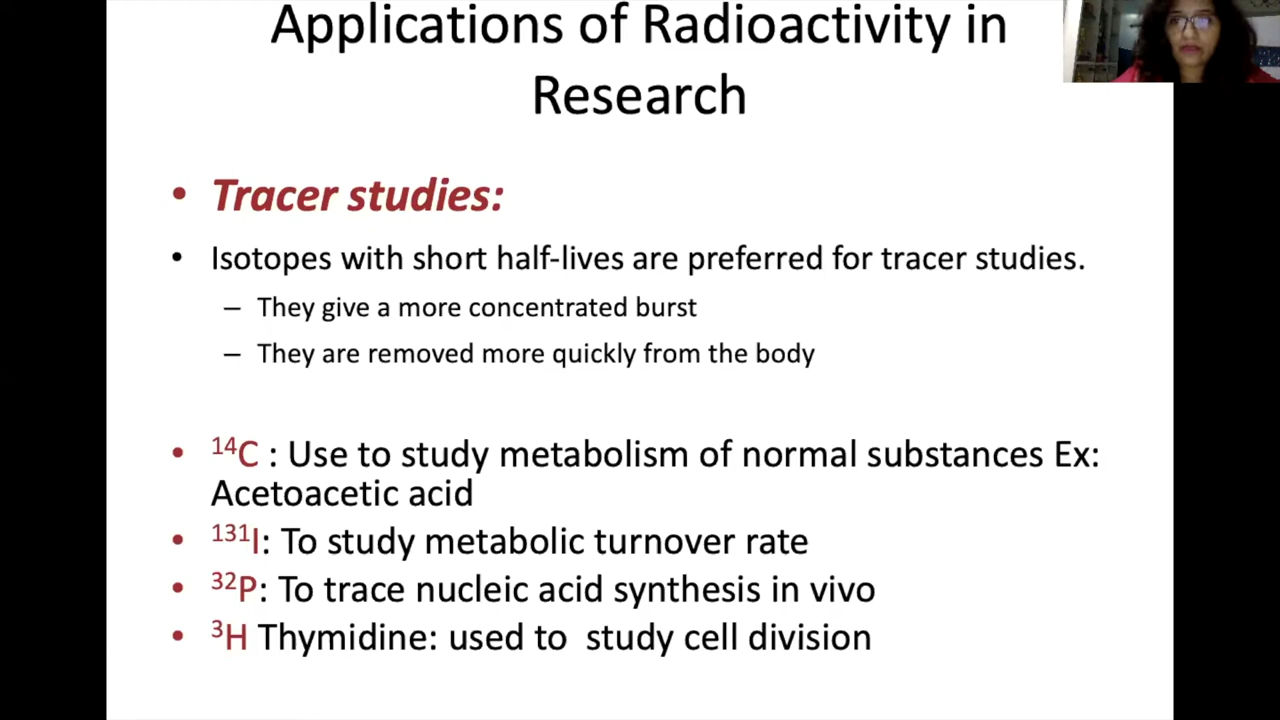 Applications of Radioactivity in
Research
• Tracer studies:
• Isotopes with short half-lives are preferred for tracer studies.
– They give a more concentrated burst
– They are removed more quickly from the body
• ¹⁴C : Use to study metabolism of normal substances Ex:
Acetoacetic acid
• ¹³¹I: To study metabolic turnover rate
• ³²P: To trace nucleic acid synthesis in vivo
• ³H Thymidine: used to  study cell division